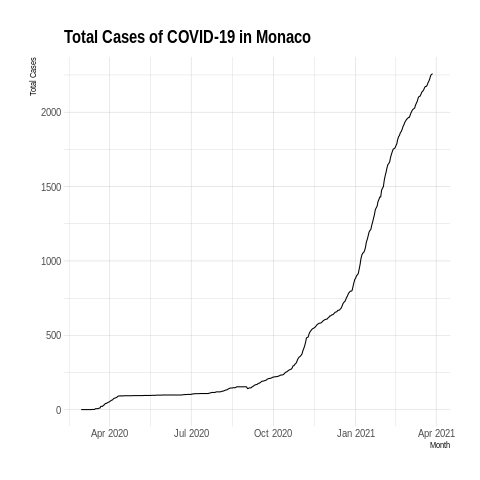 Total Cases of COVID-19 in Monaco
Total Cases
2000
1500
1000
500
0
Apr 2020 Jul 2020 Oct 2020 Jan 2021 Apr 2021
Month